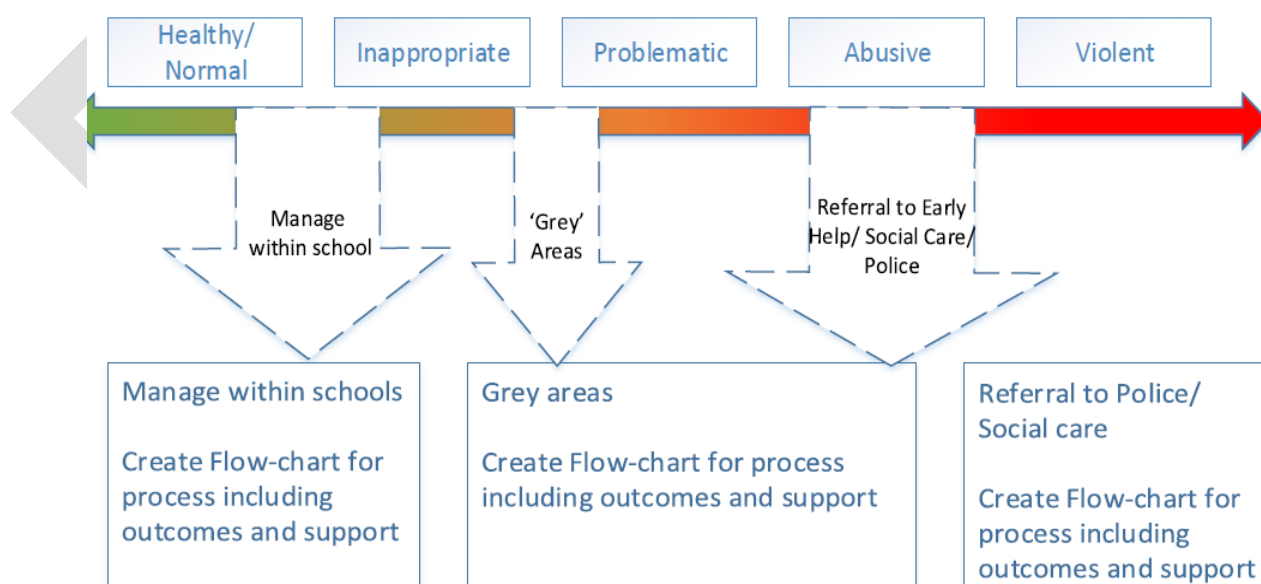 Healthy/
Normal
Inappropriate
Problematic
Abusive
Violent
Manage
within school
‘Grey’
Areas
Referral to Early
Help/ Social Care/
Police
Manage within schools
Create Flow-chart for
process including
outcomes and support
Grey areas
Create Flow-chart for process
including outcomes and support
Referral to Police/
Social care
Create Flow-chart for
process including
outcomes and support